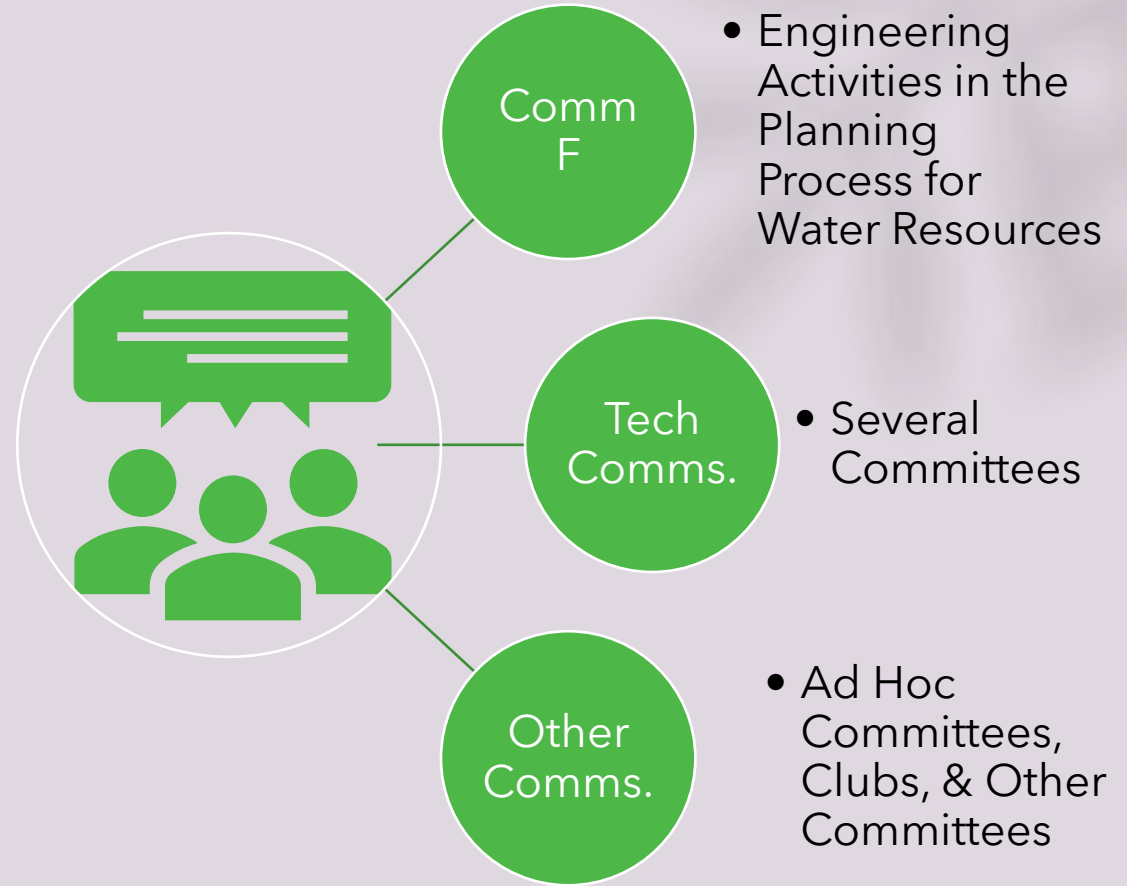 Comm
F
• Engineering
Activities in the
Planning
Process for
Water Resources
Tech
Comms.
• Several
Committees
Other
Comms.
• Ad Hoc
Committees,
Clubs, & Other
Committees